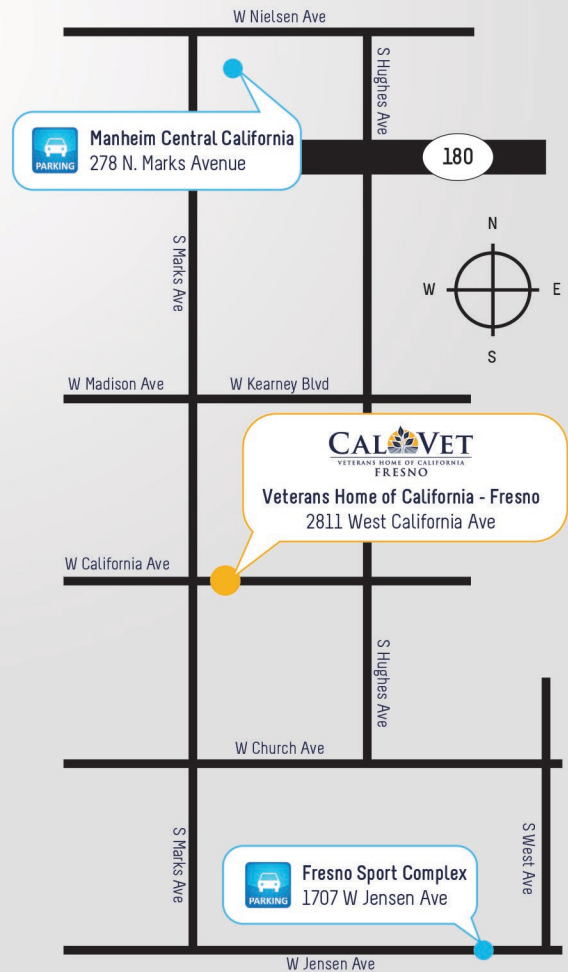 W Nielsen Ave
S Hughes Ave
PARKING
Manheim Central California
278 N. Marks Avenue
180
N
W
E
S
S Marks Ave
W Madison Ave
W Kearney Blvd
CALVET
VETERANS HOME OF CALIFORNIA
FRESNO
Veterans Home of California - Fresno
2811 West California Ave
W California Ave
S Hughes Ave
W Church Ave
S Marks Ave
S West Ave
PARKING
Fresno Sport Complex
1707 W Jensen Ave
W Jensen Ave